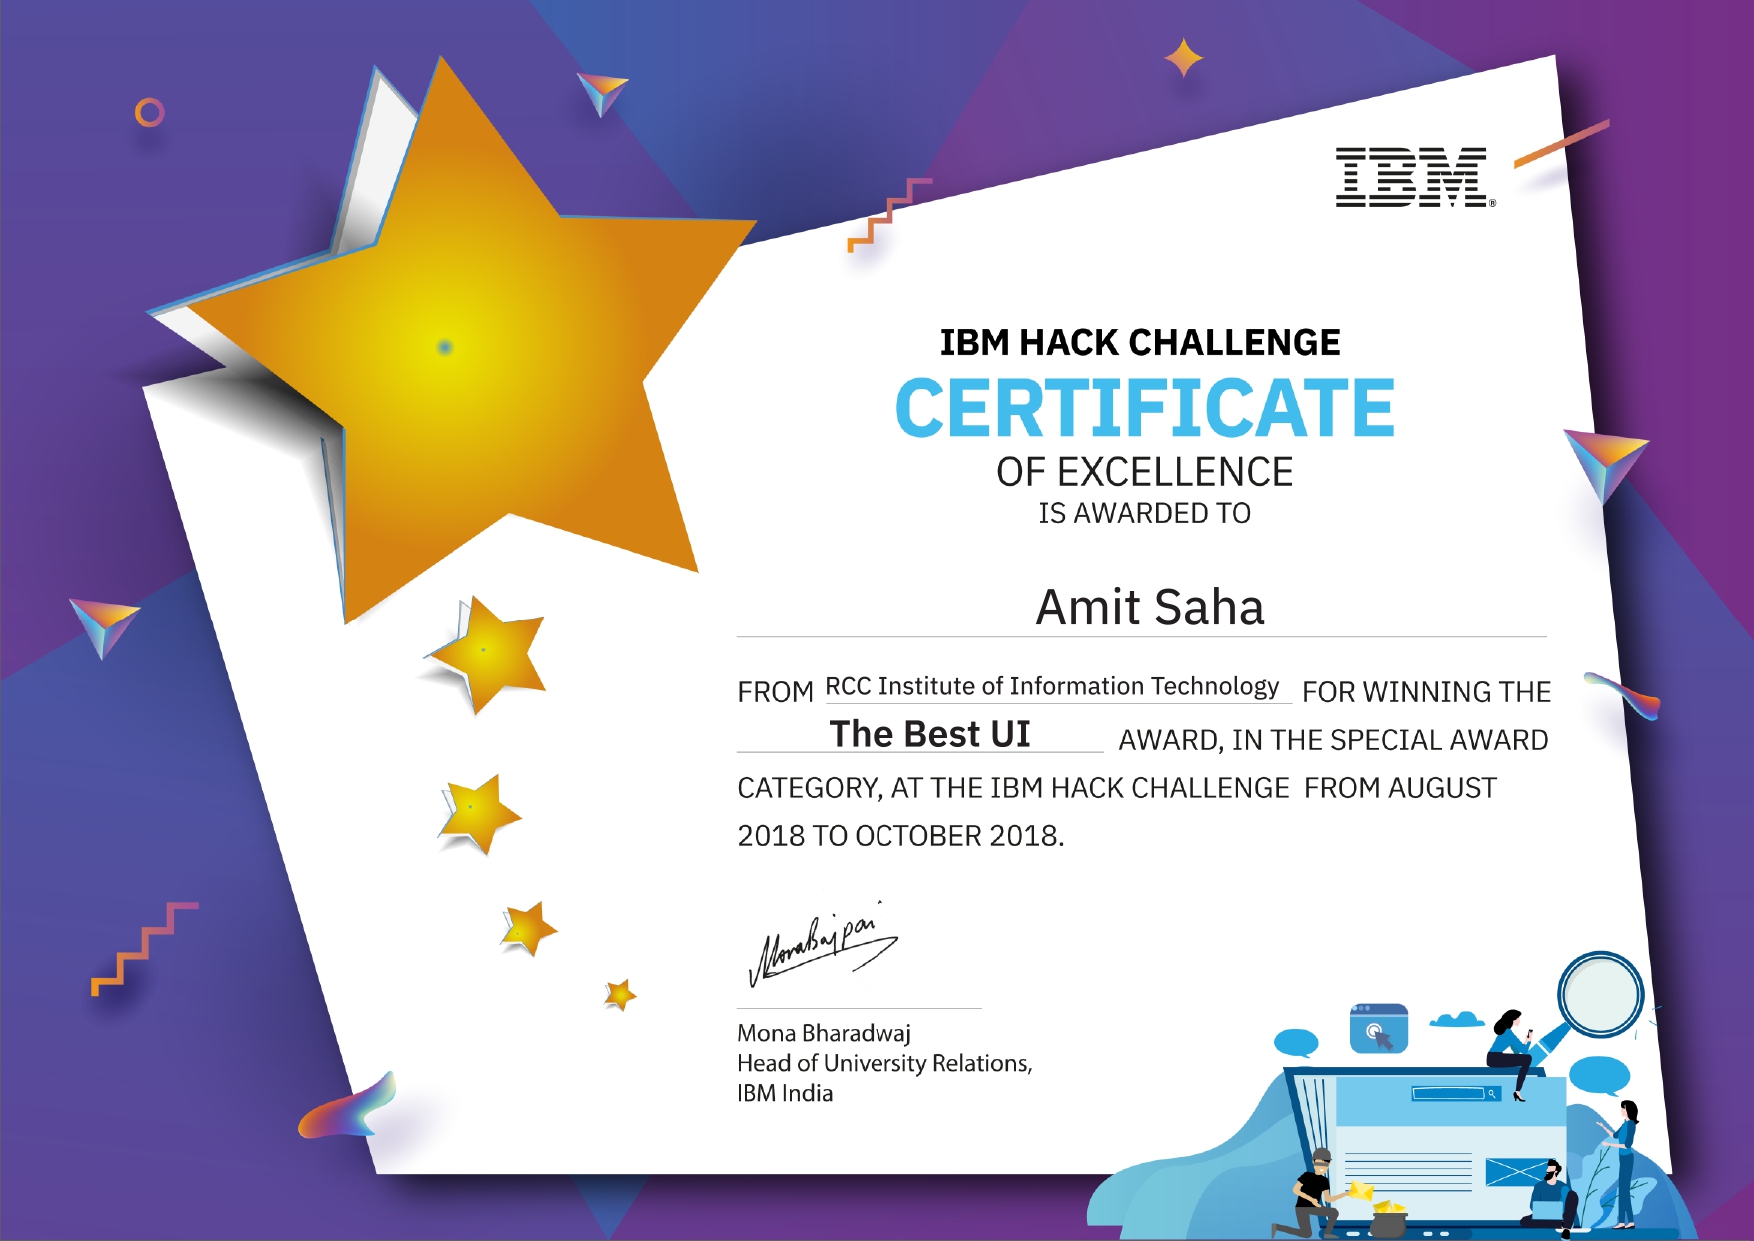 IBM®
IBM HACK CHALLENGE
CERTIFICATE
OF EXCELLENCE
IS AWARDED TO
Amit Saha
FROM RCC Institute of Information Technology FOR WINNING THE
The Best UI AWARD, IN THE SPECIAL AWARD
CATEGORY, AT THE IBM HACK CHALLENGE FROM AUGUST
2018 TO OCTOBER 2018.
MonaBajpai
Mona Bharadwaj
Head of University Relations,
IBM India